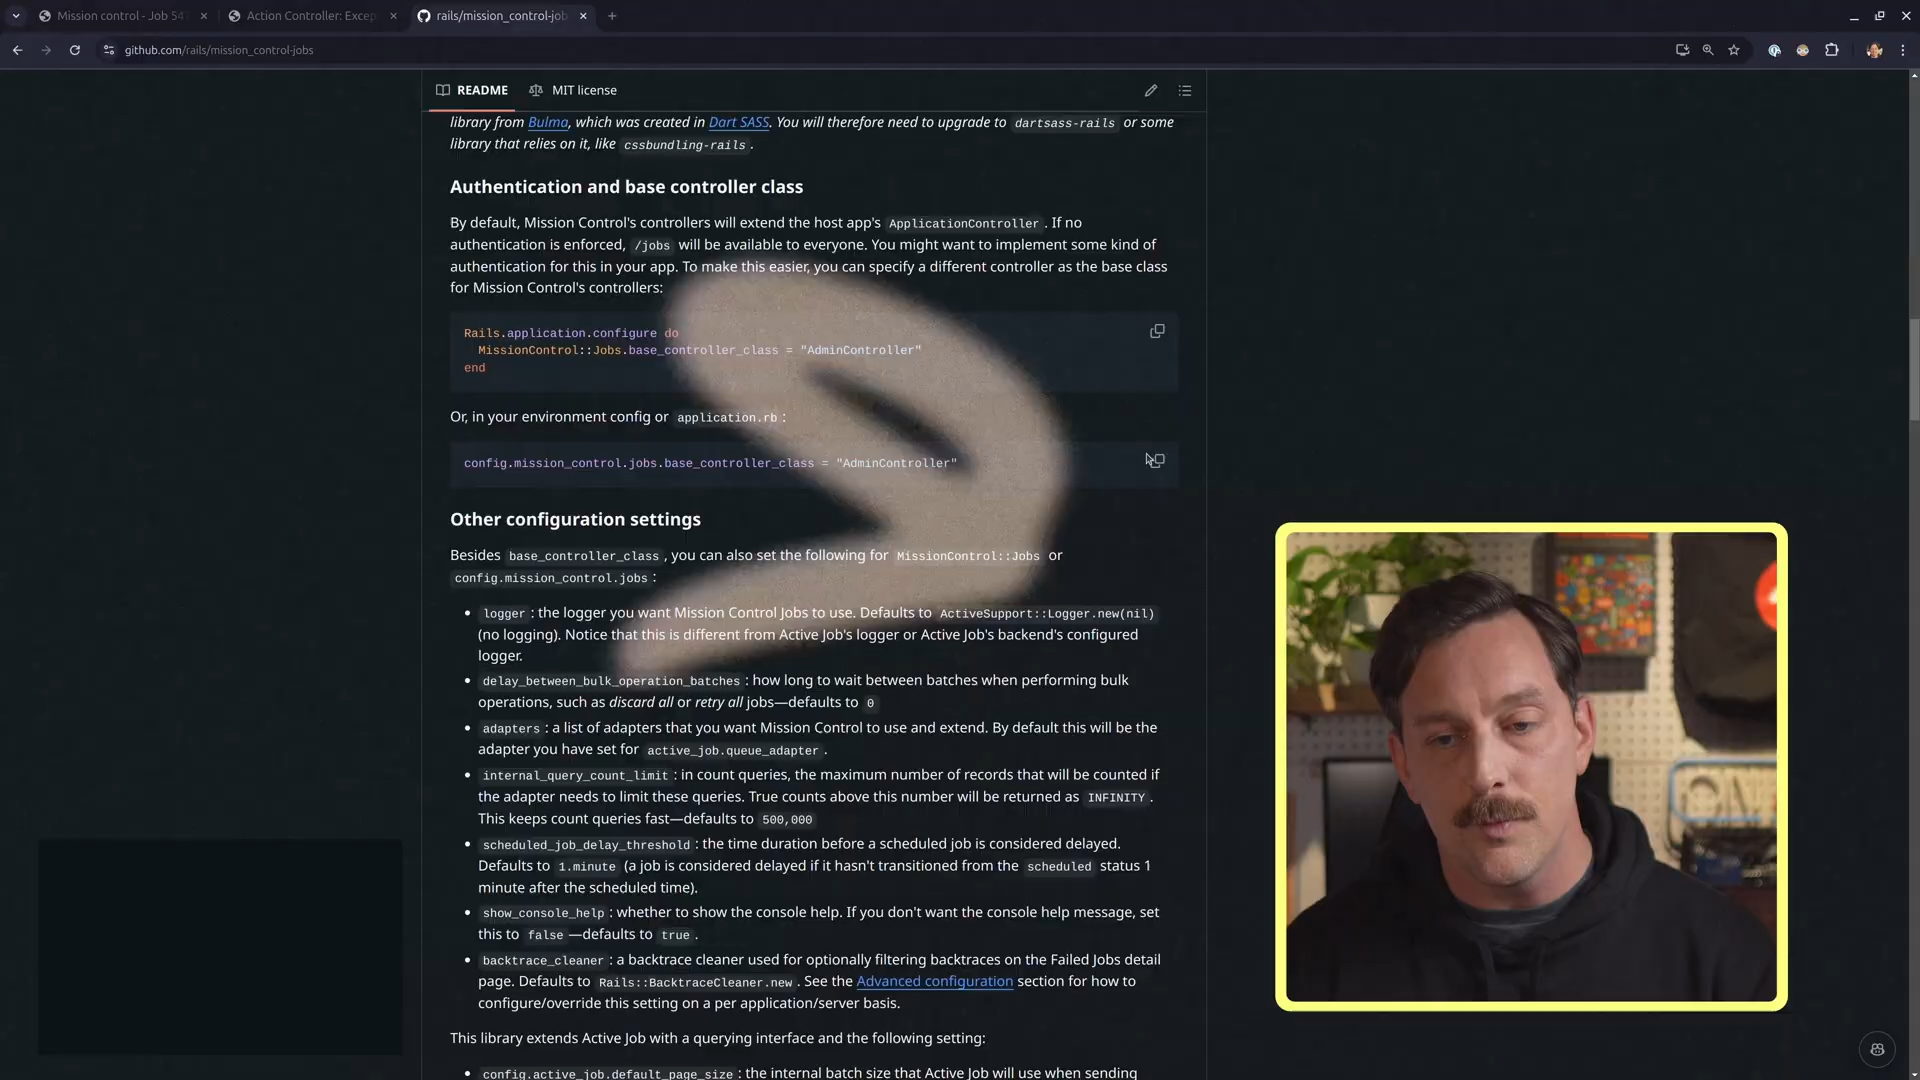 Mission control - Job 547
Action Controller: Excep
rails/mission_control-job
github.com/rails/mission_control-jobs
README
MIT license
library from Bulma, which was created in Dart SASS. You will therefore need to upgrade to dartsass-rails or some
library that relies on it, like cssbundling-rails.
Authentication and base controller class
By default, Mission Control's controllers will extend the host app's ApplicationController. If no
authentication is enforced, /jobs will be available to everyone. You might want to implement some kind of
authentication for this in your app. To make this easier, you can specify a different controller as the base class
for Mission Control's controllers:
Rails.application.configure do
MissionControl::Jobs.base_controller_class = "AdminController"
end
Or, in your environment config or application.rb:
config.mission_control.jobs.base_controller_class = "AdminController"
Other configuration settings
Besides base_controller_class, you can also set the following for MissionControl::Jobs or
config.mission_control.jobs:
logger: the logger you want Mission Control Jobs to use. Defaults to ActiveSupport::Logger.new(nil)
(no logging). Notice that this is different from Active Job's logger or Active Job's backend's configured
logger.
delay_between_bulk_operation_batches: how long to wait between batches when performing bulk
operations, such as discard all or retry all jobs—defaults to 0
adapters: a list of adapters that you want Mission Control to use and extend. By default this will be the
adapter you have set for active_job.queue_adapter.
internal_query_count_limit: in count queries, the maximum number of records that will be counted if
the adapter needs to limit these queries. True counts above this number will be returned as INFINITY.
This keeps count queries fast—defaults to 500,000
scheduled_job_delay_threshold: the time duration before a scheduled job is considered delayed.
Defaults to 1.minute (a job is considered delayed if it hasn't transitioned from the scheduled status 1
minute after the scheduled time).
show_console_help: whether to show the console help. If you don't want the console help message, set
this to false—defaults to true.
backtrace_cleaner: a backtrace cleaner used for optionally filtering backtraces on the Failed Jobs detail
page. Defaults to Rails::BacktraceCleaner.new. See the Advanced configuration section for how to
configure/override this setting on a per application/server basis.
This library extends Active Job with a querying interface and the following setting:
config.active_job.default_page_size: the internal batch size that Active Job will use when sending